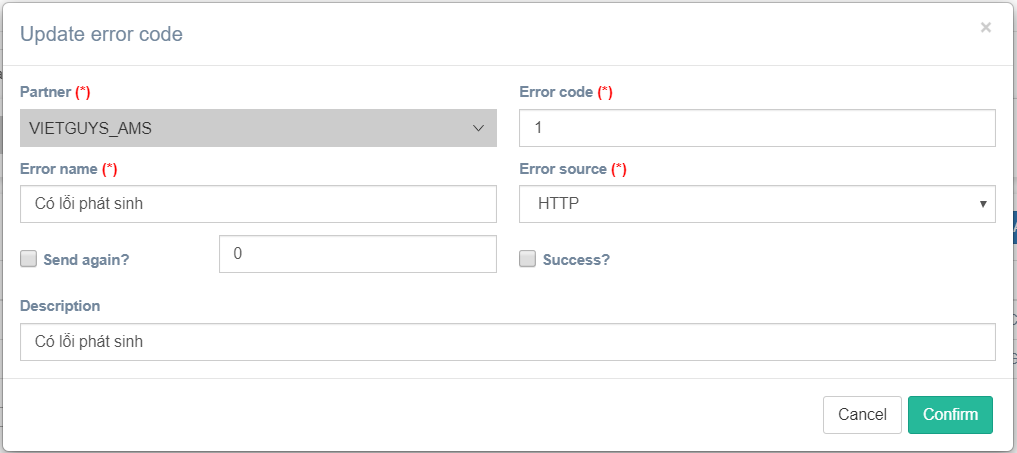 Update error code
×
Partner (*)
Error code (*)
VIETGUYS_AMS
1
Error name (*)
Error source (*)
Có lỗi phát sinh
HTTP
Send again?
0
Success?
Description
Có lỗi phát sinh
Cancel
Confirm